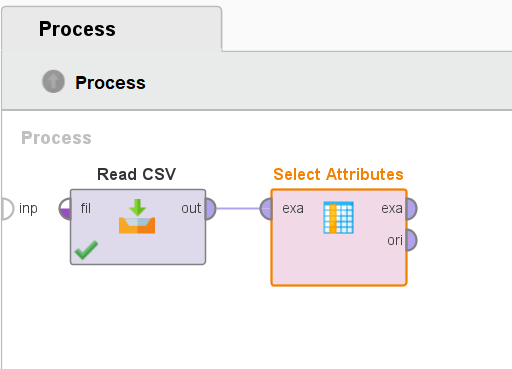 Process
Process
Process
Read CSV
Select Attributes
inp
fil
out
exa
exa
ori